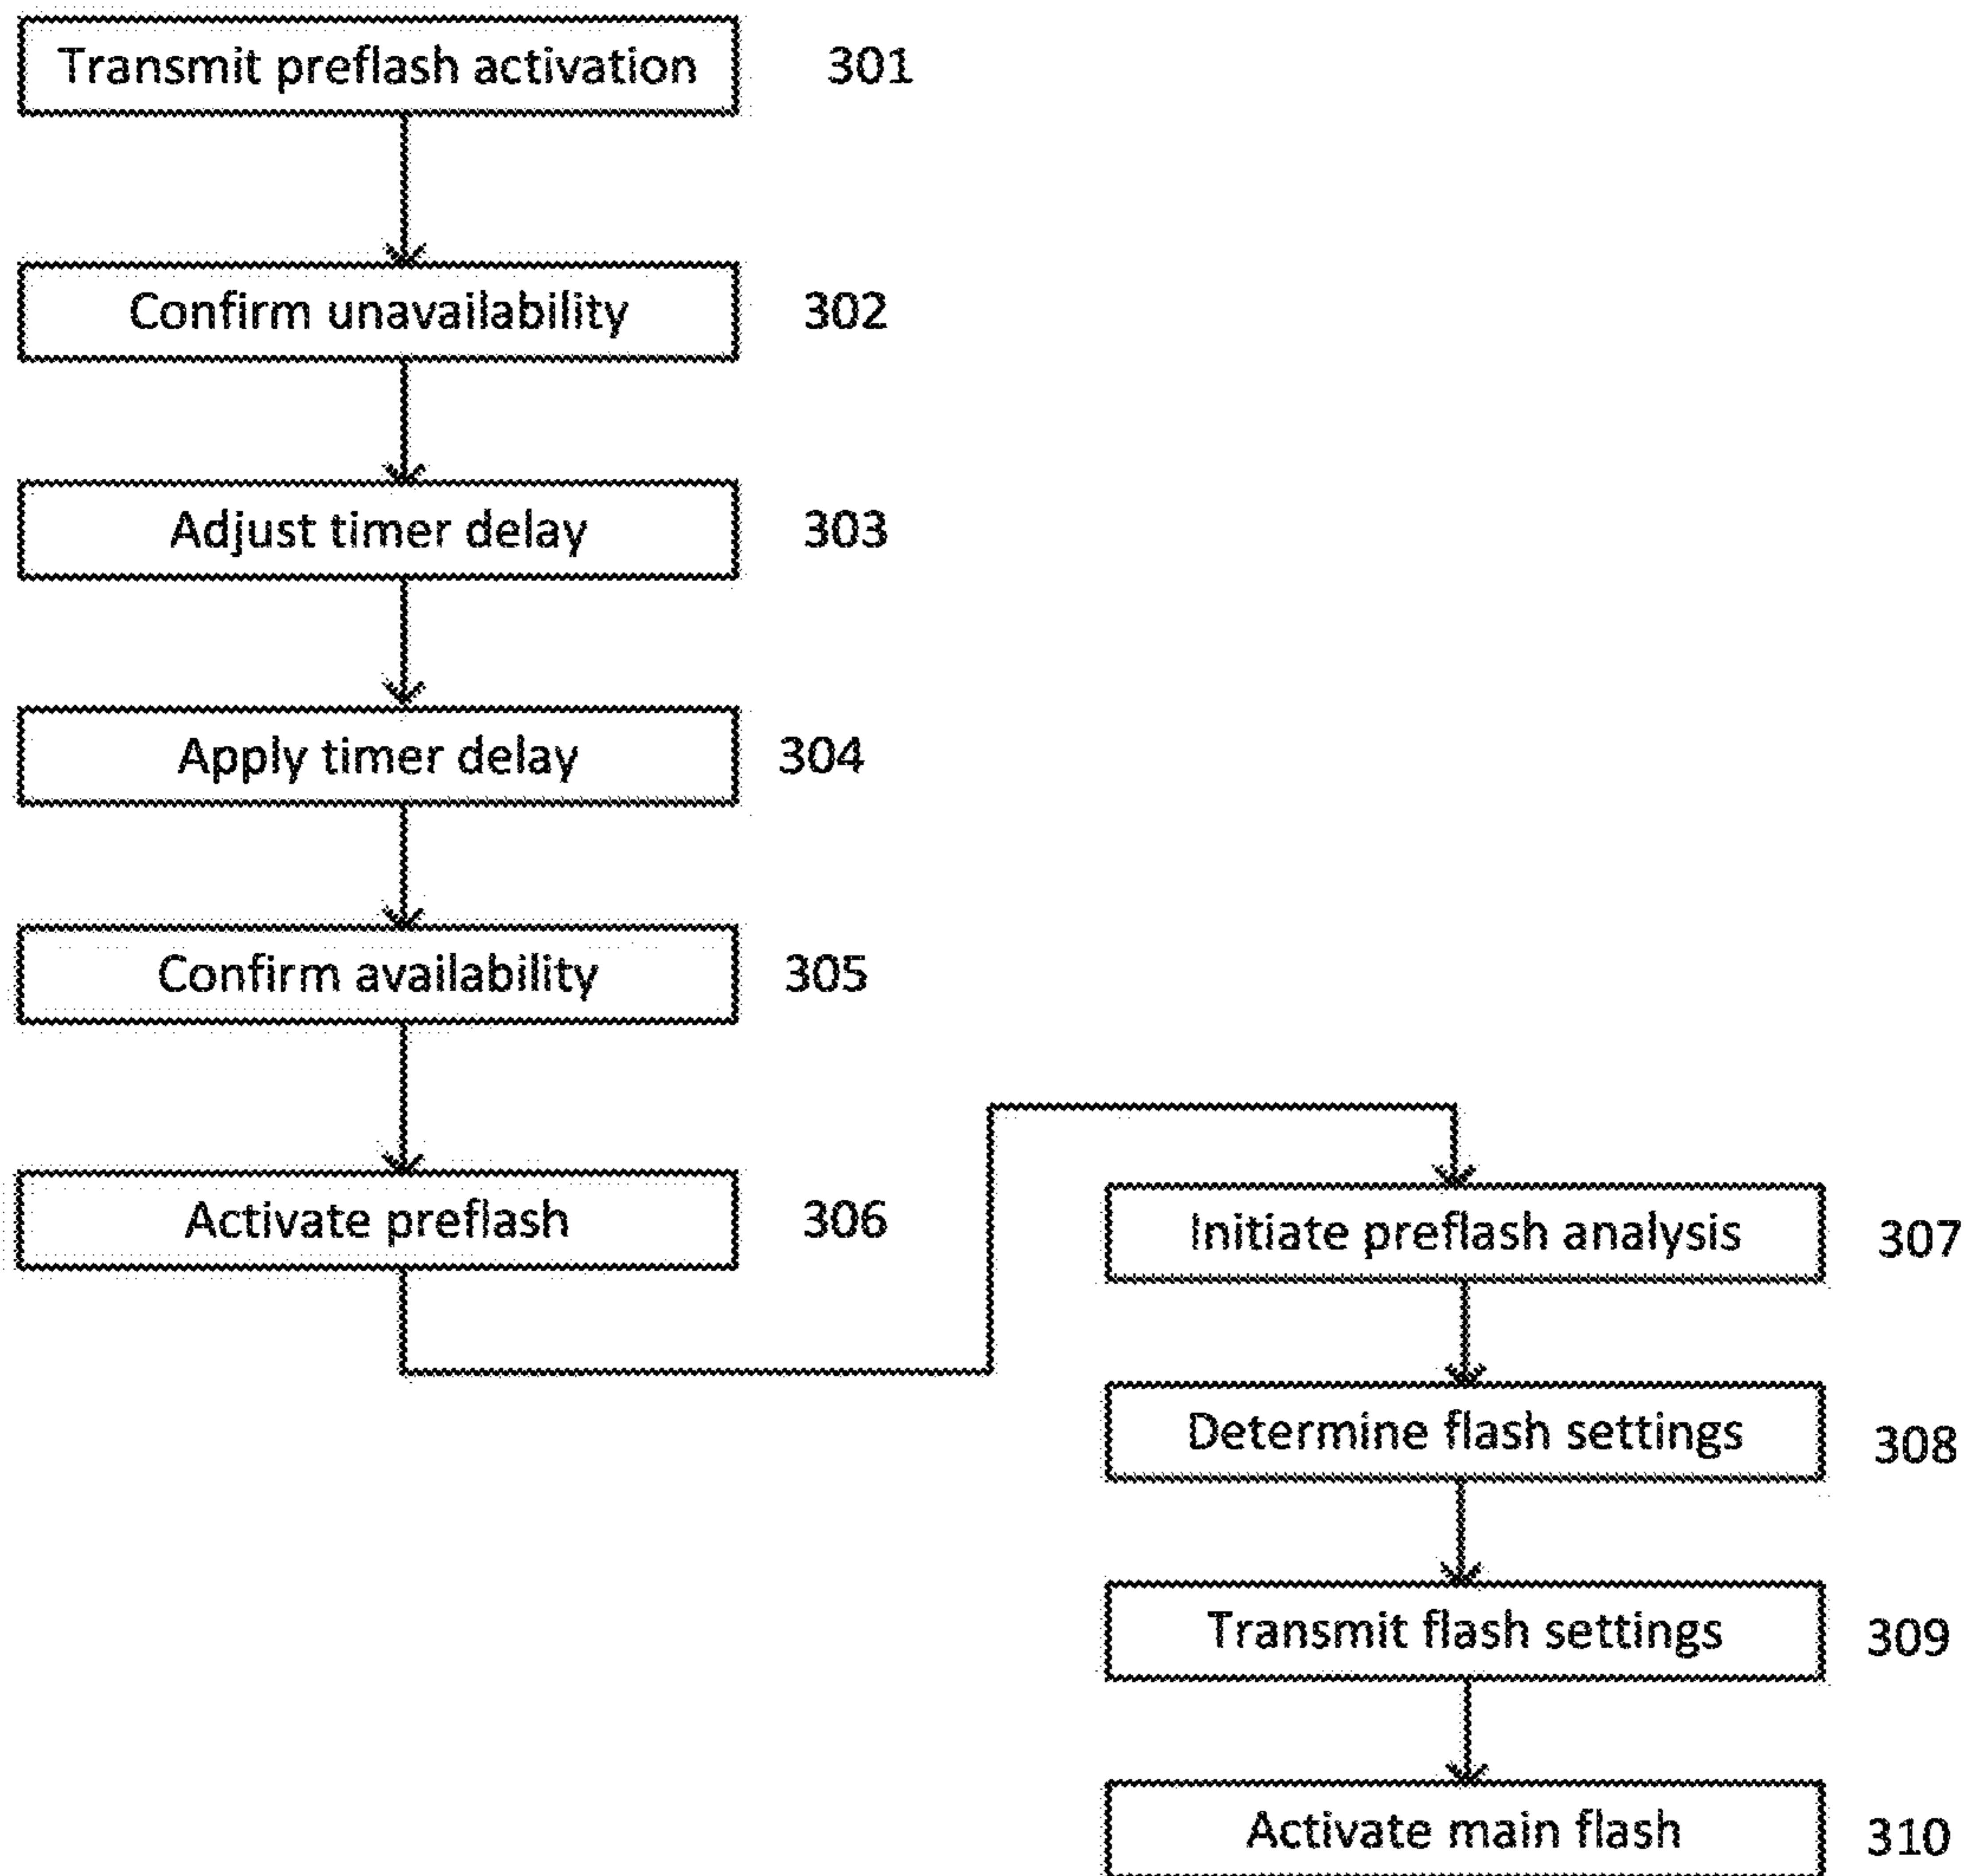 Transmit preflash activation 301
Confirm unavailability 302
Adjust timer delay 303
Apply timer delay 304
Confirm availability 305
Activate preflash 306
Initiate preflash analysis 307
Determine flash settings 308
Transmit flash settings 309
Activate main flash 310